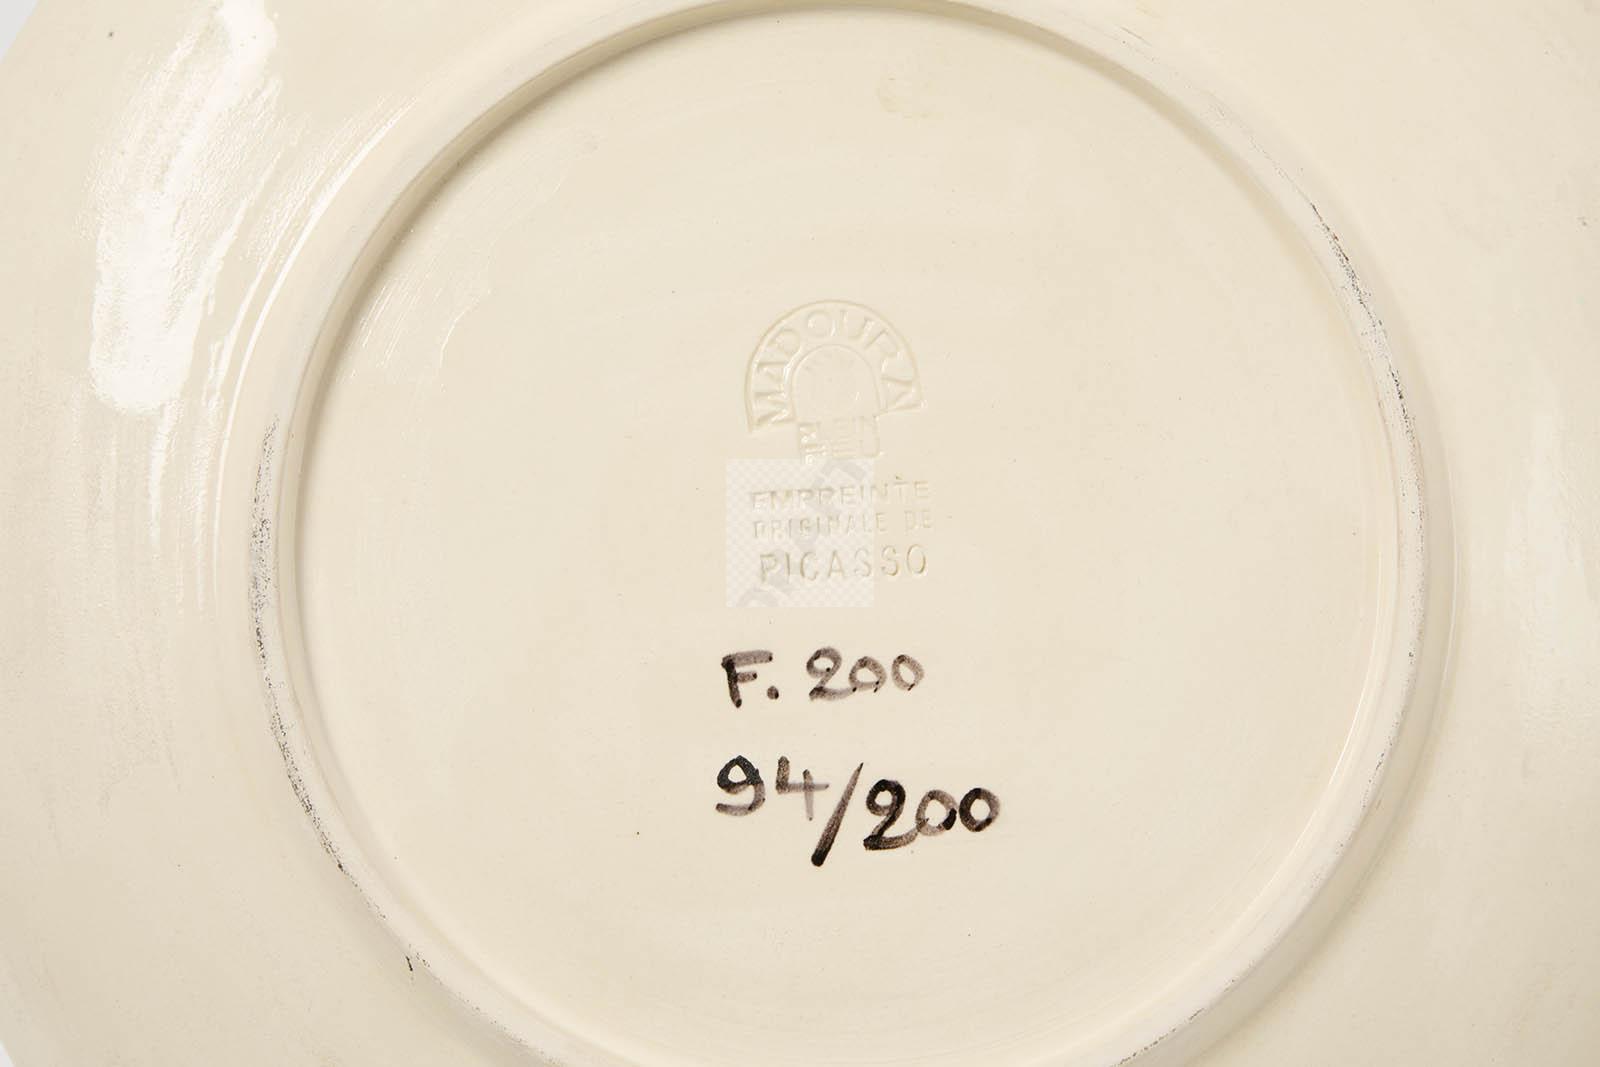 MADOURA
PLEIN
FEU
EMPREINTE
ORIGINALE DE
PICASSO
F. 200
94/200